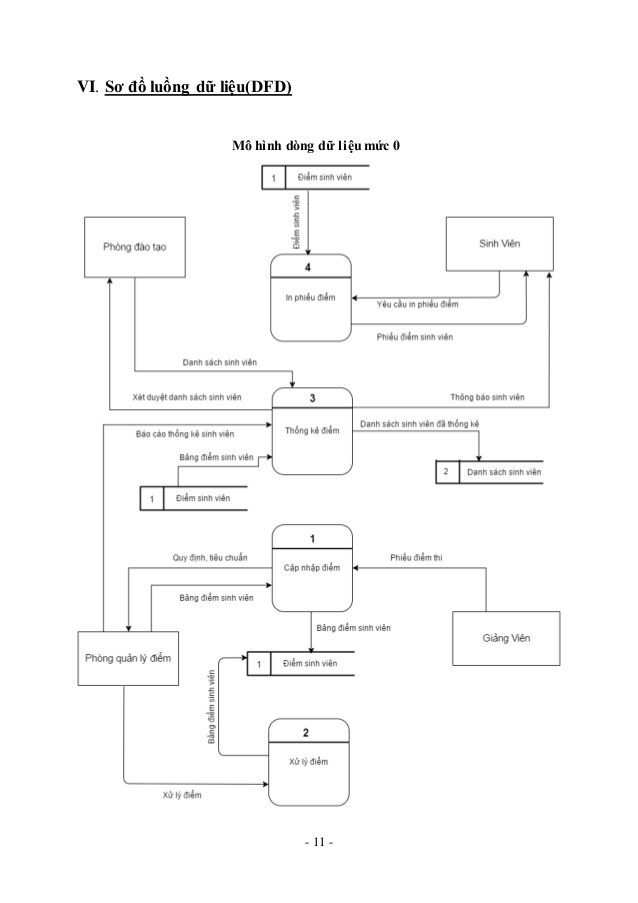 VI. Sơ đồ luồng dữ liệu(DFD)
Mô hình dòng dữ liệu mức 0
1 Điểm sinh viên
Điểm sinh viên
Phòng đào tạo
Sinh Viên
4
In phiếu điểm
Yêu cầu in phiếu điểm
Phiếu điểm sinh viên
Danh sách sinh viên
Xét duyệt danh sách sinh viên
3
Thống kê điểm
Thông báo sinh viên
Báo cáo thống kê sinh viên
Danh sách sinh viên đã thống kê
Bảng điểm sinh viên
2 Danh sách sinh viên
1 Điểm sinh viên
1
Cập nhập điểm
Quy định, tiêu chuẩn
Phiếu điểm thi
Bảng điểm sinh viên
Bảng điểm sinh viên
Phòng quản lý điểm
Giảng Viên
1 Điểm sinh viên
Bảng điểm sinh viên
2
Xử lý điểm
Xử lý điểm
- 11 -